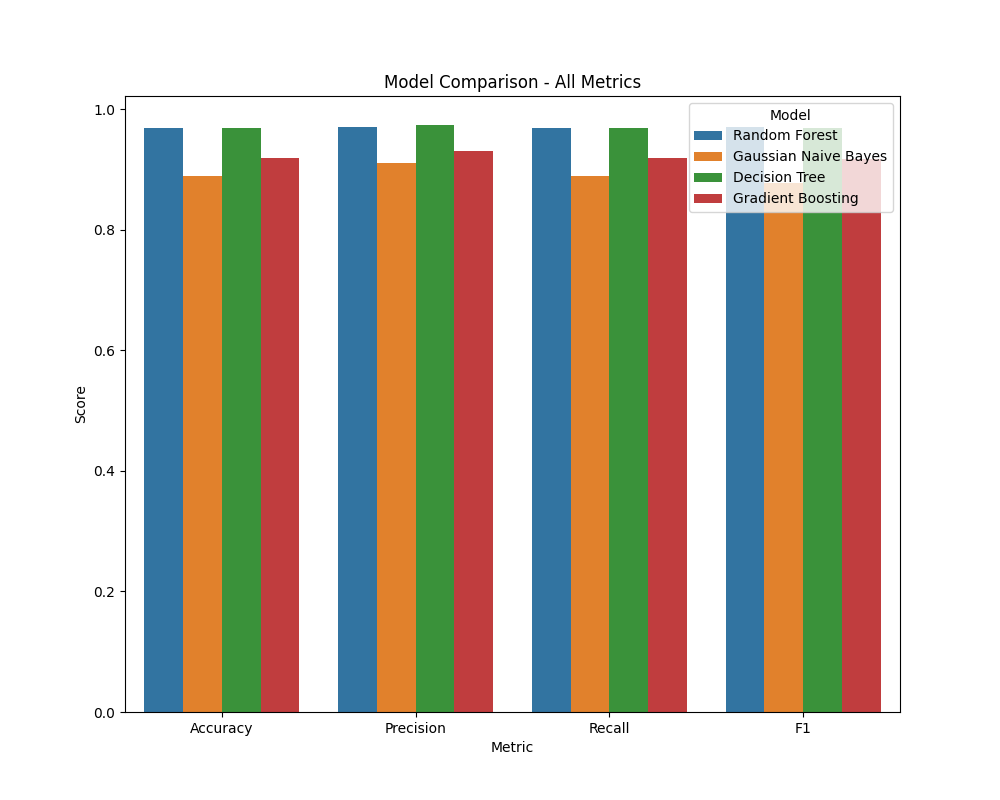 Model Comparison - All Metrics
Model
Random Forest
Gaussian Naive Bayes
Decision Tree
Gradient Boosting
1.0
0.8
0.6
0.4
0.2
0.0
Score
Accuracy
Precision
Recall
F1
Metric